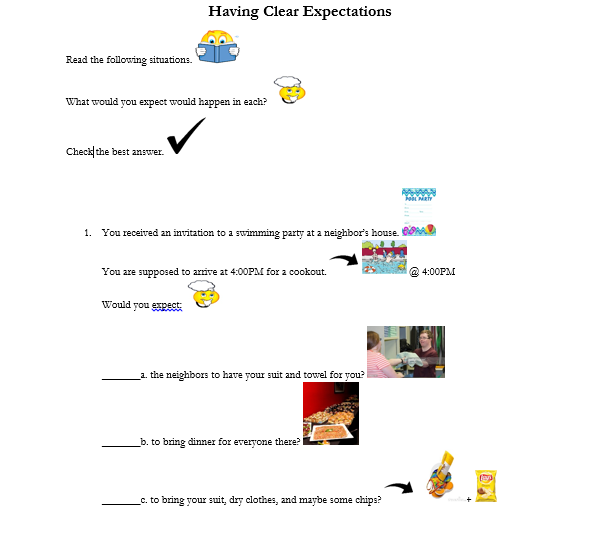 Having Clear Expectations
Read the following situations.
What would you expect would happen in each?
Check the best answer.
POOL PARTY
1. You received an invitation to a swimming party at a neighbor's house.
You are supposed to arrive at 4:00PM for a cookout. @ 4:00PM
Would you expect:
_______a. the neighbors to have your suit and towel for you?
_______b. to bring dinner for everyone there?
_______c. to bring your suit, dry clothes, and maybe some chips? +
Lay's